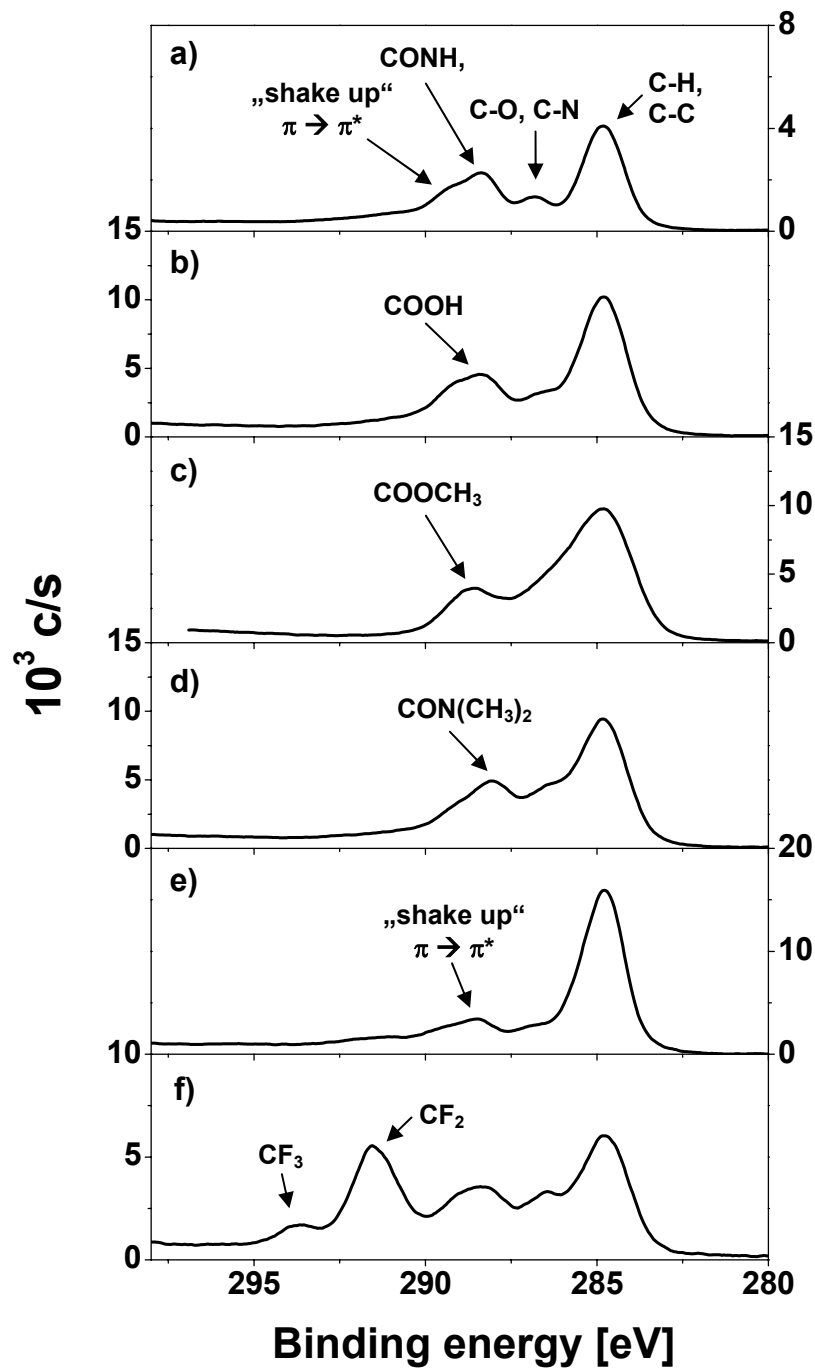 a)
CONH,
„shake up“
π → π*
C-O, C-N
C-H,
C-C
8
4
0
15
b)
COOH
10
5
0
15
c)
COOCH₃
10
5
0
15
d)
CON(CH₃)₂
10
5
0
20
e)
„shake up“
π → π*
10
0
10
f)
CF₃
CF₂
5
0
295 290 285 280
Binding energy [eV]
10³ c/s